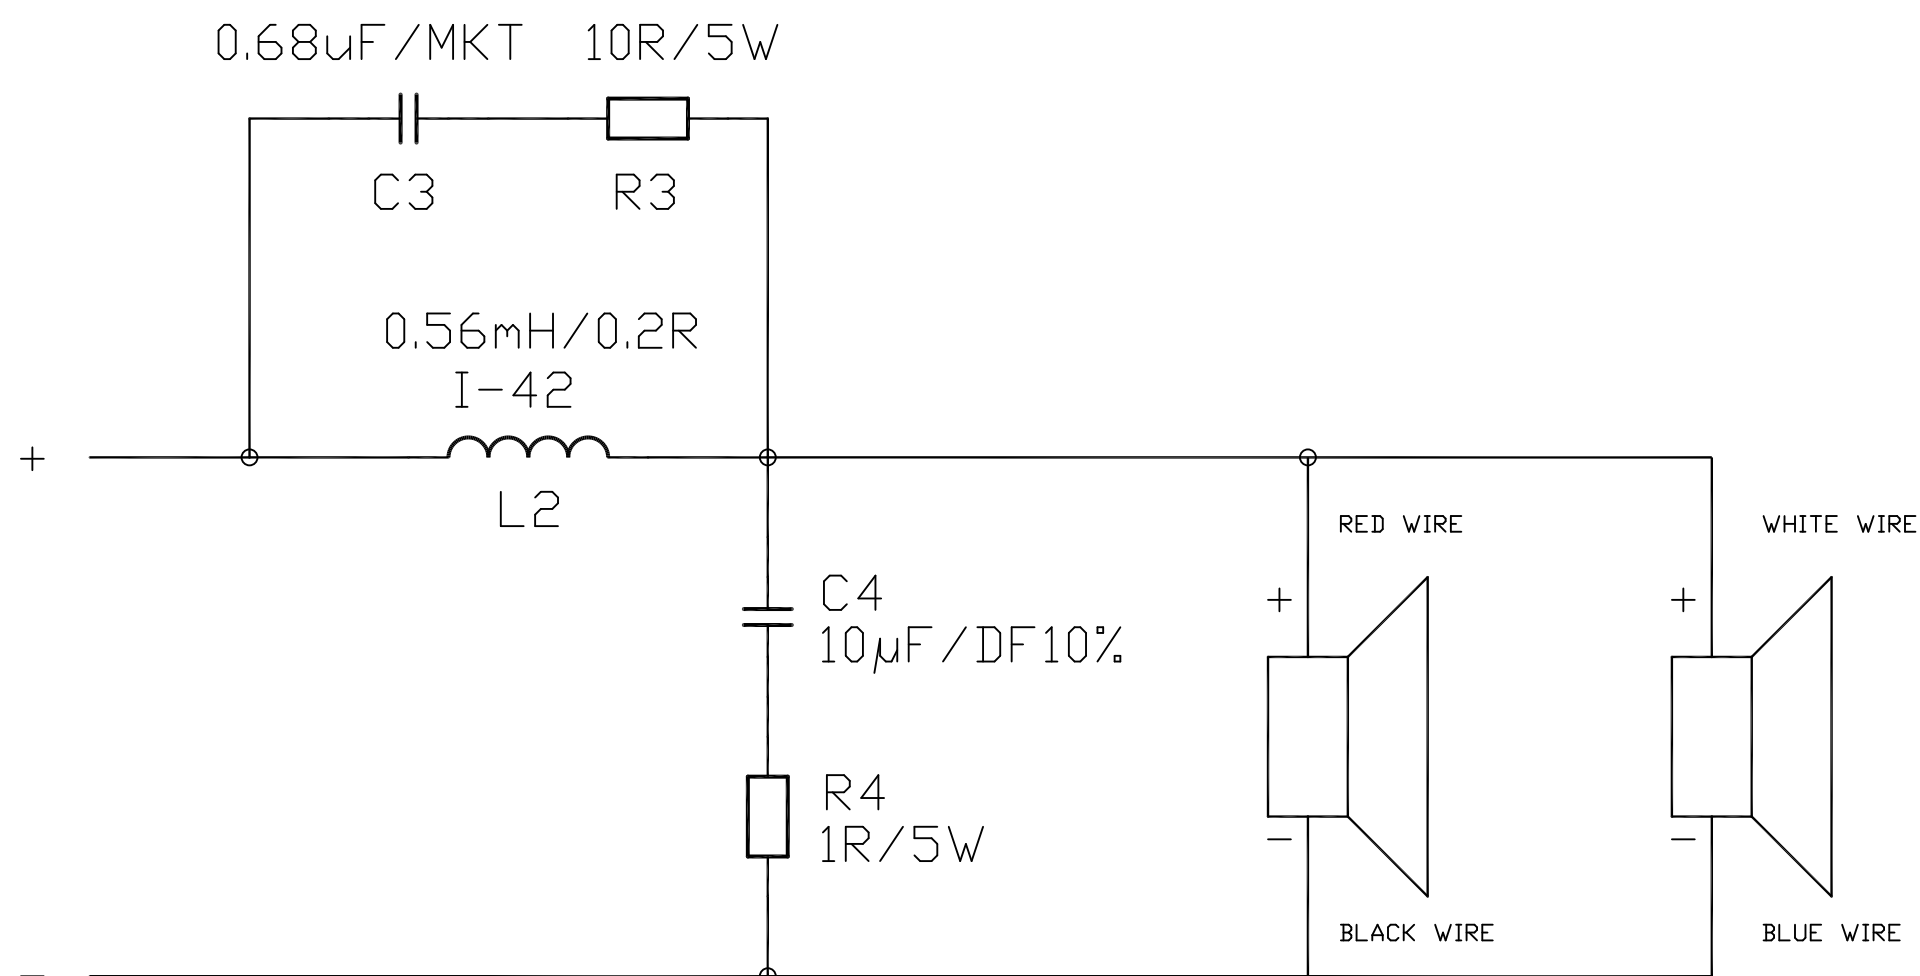 0.68uF/MKT 10R/5W
C3 R3
0.56mH/0.2R
I-42
+
L2
RED WIRE WHITE WIRE
C4
+ +
10µF/DF10%
R4
1R/5W
- -
BLACK WIRE BLUE WIRE
-